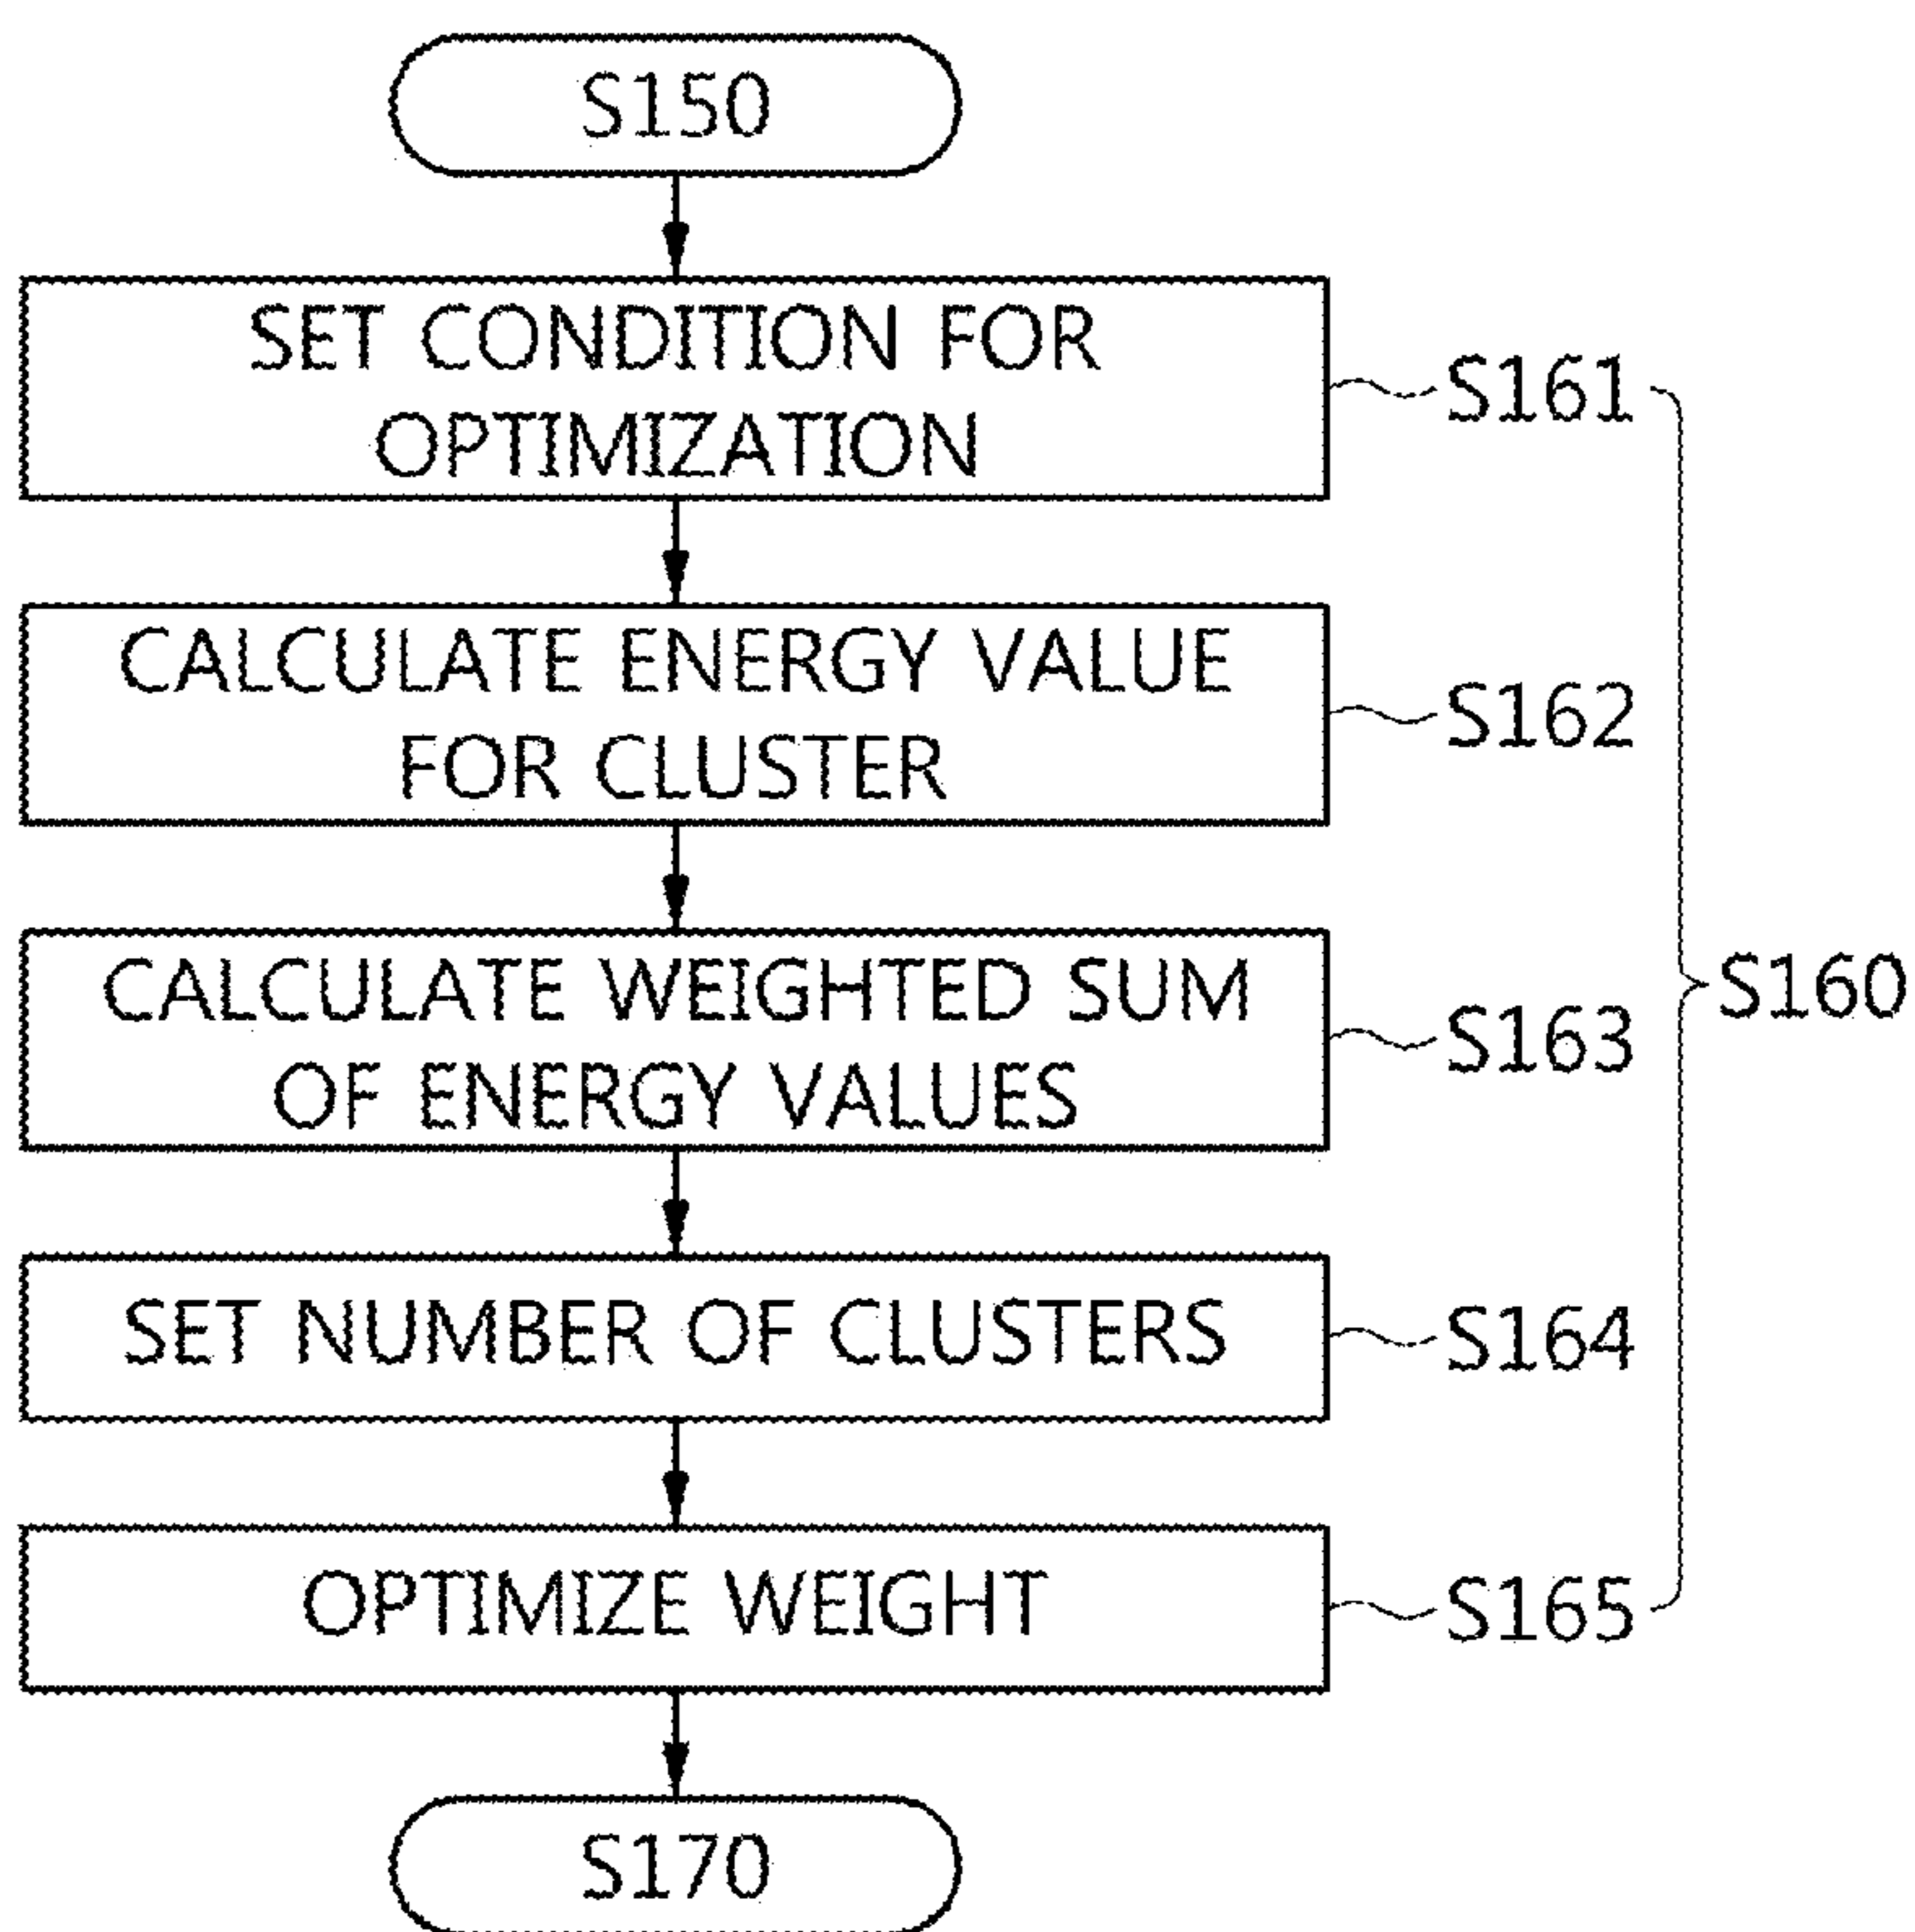 S150
SET CONDITION FOR
OPTIMIZATION
S161
CALCULATE ENERGY VALUE
FOR CLUSTER
S162
CALCULATE WEIGHTED SUM
OF ENERGY VALUES
S163
S160
SET NUMBER OF CLUSTERS
S164
OPTIMIZE WEIGHT
S165
S170